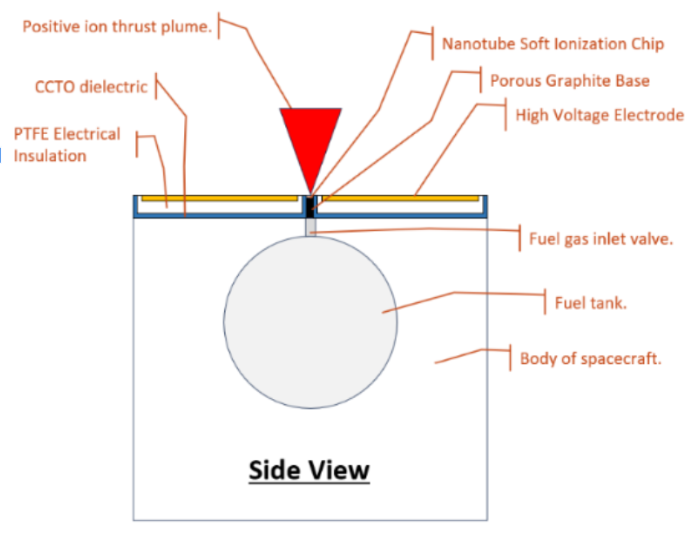 Positive ion thrust plume.
Nanotube Soft Ionization Chip
CCTO dielectric
Porous Graphite Base
High Voltage Electrode
PTFE Electrical
Insulation
Fuel gas inlet valve.
Fuel tank.
Body of spacecraft.
Side View